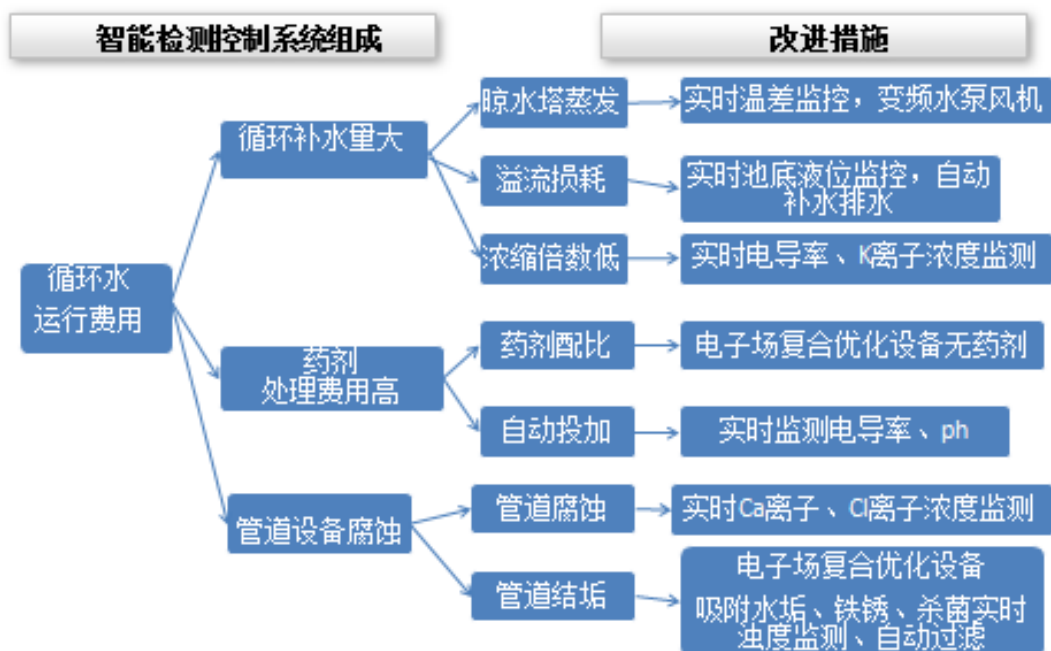 智能检测控制系统组成
改进措施
循环水
运行费用
循环补水量大
晾水塔蒸发
实时温差监控，变频水泵风机
溢流损耗
实时池底液位监控，自动
补水排水
浓缩倍数低
实时电导率、K离子浓度监测
药剂
处理费用高
药剂配比
电子场复合优化设备无药剂
自动投加
实时监测电导率、ph
管道设备腐蚀
管道腐蚀
实时Ca离子、Cl离子浓度监测
管道结垢
电子场复合优化设备
吸附水垢、铁锈、杀菌实时
浊度监测、自动过滤